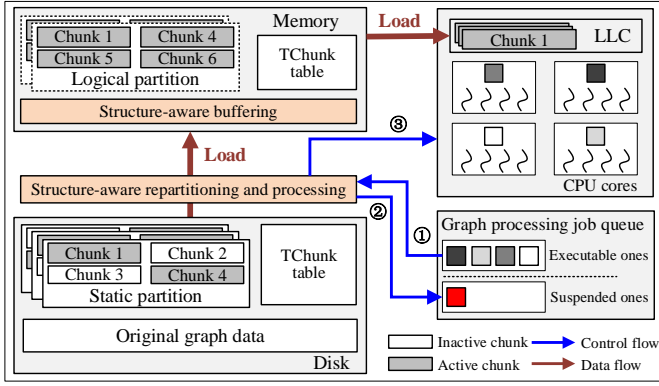 Memory
Chunk 1
Chunk 4
Chunk 5
Chunk 6
Logical partition
TChunk
table
Structure-aware buffering
Load
Chunk 1
LLC
CPU cores
③
Load
Structure-aware repartitioning and processing
②
①
Chunk 1
Chunk 2
Chunk 3
Chunk 4
Static partition
TChunk
table
Original graph data
Disk
Graph processing job queue
Executable ones
Suspended ones
Inactive chunk
Control flow
Active chunk
Data flow